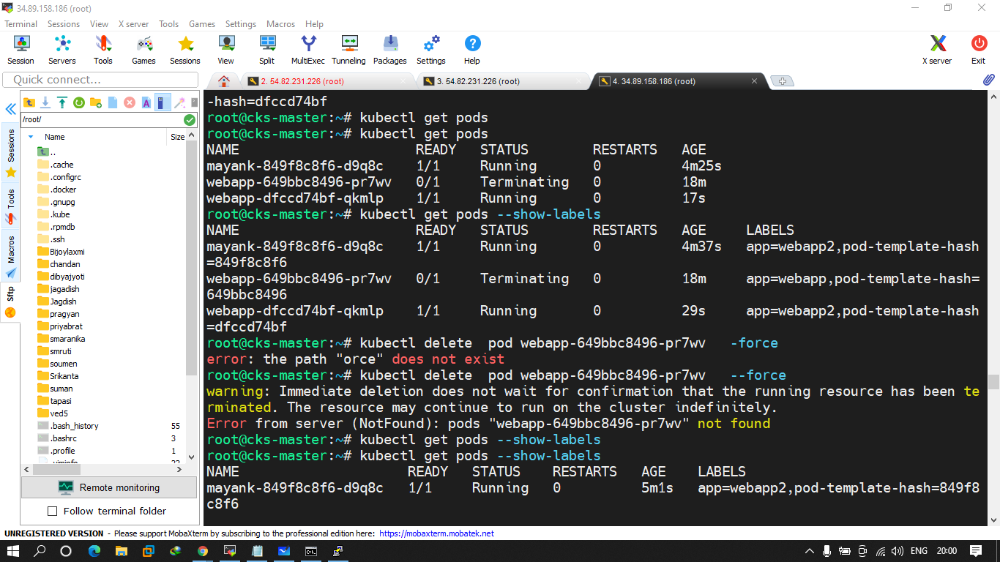 34.89.158.186 (root)
Terminal Sessions View X server Tools Games Settings Macros Help
Session Servers Tools Games Sessions View Split MultiExec Tunneling Packages Settings Help X server Exit
Quick connect...
2. 54.82.231.226 (root)
3. 54.82.231.226 (root)
4. 34.89.158.186 (root)
/root/
Name Size
..
.cache
.configrc
.docker
.gnupg
.kube
.rpmdb
.ssh
Bijoylaxmi
chandan
dibyajyoti
jagadish
Jagdish
pragyan
priyabrat
smaranika
smruti
soumen
Srikanta
suman
tapasi
ved5
.bash_history 55
.bashrc 3
.profile 1
.viminfo 22
Sessions
Tools
Macros
Sftp
Remote monitoring
Follow terminal folder
-hash=dfccd74bf
root@cks-master:~# kubectl get pods
root@cks-master:~# kubectl get pods
NAME READY STATUS RESTARTS AGE
mayank-849f8c8f6-d9q8c 1/1 Running 0 4m25s
webapp-649bbc8496-pr7wv 0/1 Terminating 0 18m
webapp-dfccd74bf-qkmlp 1/1 Running 0 17s
root@cks-master:~# kubectl get pods --show-labels
NAME READY STATUS RESTARTS AGE LABELS
mayank-849f8c8f6-d9q8c 1/1 Running 0 4m37s app=webapp2,pod-template-hash
=849f8c8f6
webapp-649bbc8496-pr7wv 0/1 Terminating 0 18m app=webapp,pod-template-hash=
649bbc8496
webapp-dfccd74bf-qkmlp 1/1 Running 0 29s app=webapp2,pod-template-hash
=dfccd74bf
root@cks-master:~# kubectl delete  pod webapp-649bbc8496-pr7wv   -force
error: the path "orce" does not exist
root@cks-master:~# kubectl delete  pod webapp-649bbc8496-pr7wv   --force
warning: Immediate deletion does not wait for confirmation that the running resource has been te
rminated. The resource may continue to run on the cluster indefinitely.
Error from server (NotFound): pods "webapp-649bbc8496-pr7wv" not found
root@cks-master:~# kubectl get pods --show-labels
root@cks-master:~# kubectl get pods --show-labels
NAME READY STATUS RESTARTS AGE LABELS
mayank-849f8c8f6-d9q8c 1/1 Running 0 5m1s app=webapp2,pod-template-hash=849f8
c8f6
UNREGISTERED VERSION - Please support MobaXterm by subscribing to the professional edition here: https://mobaxterm.mobatek.net
ENG 20:00